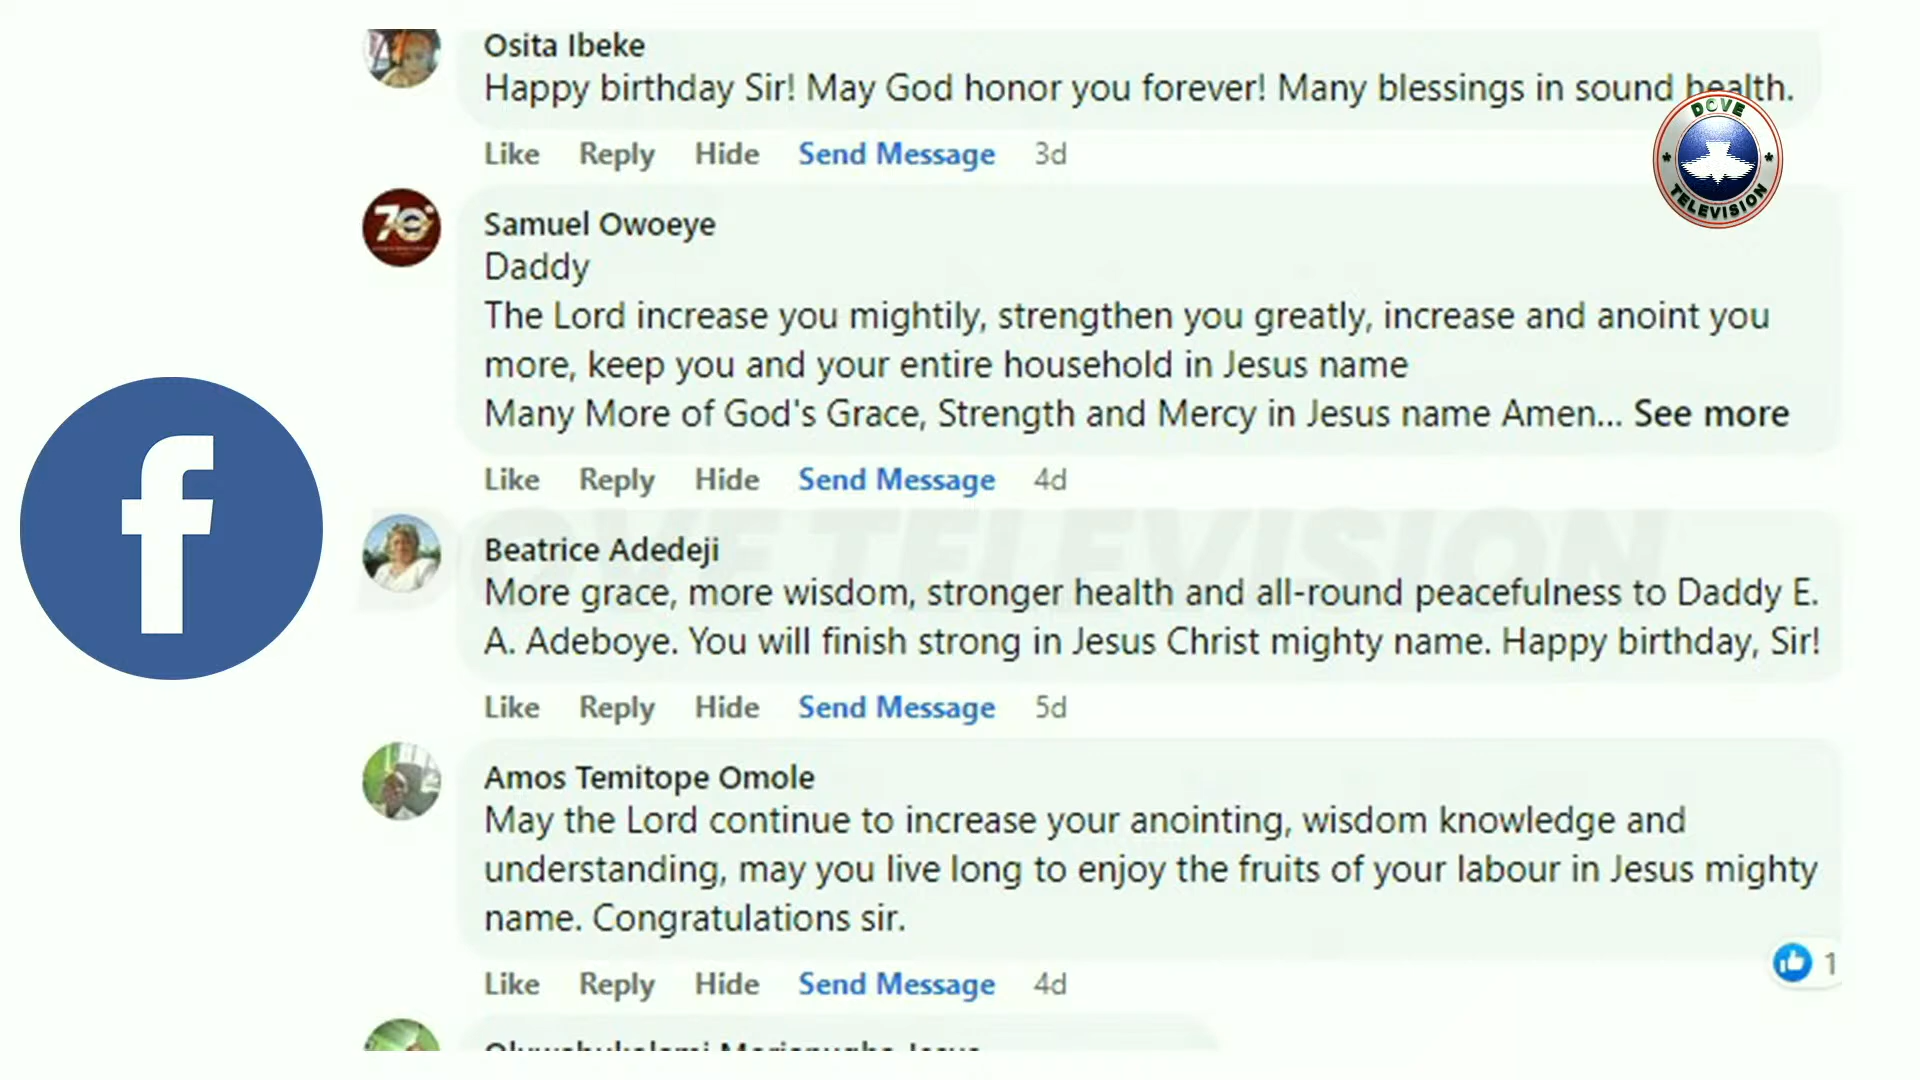 Osita Ibeke
Happy birthday Sir! May God honor you forever! Many blessings in sound health.
Like Reply Hide Send Message 3d
DOVE
TELEVISION
70
Samuel Owoeye
Daddy
The Lord increase you mightily, strengthen you greatly, increase and anoint you
more, keep you and your entire household in Jesus name
Many More of God's Grace, Strength and Mercy in Jesus name Amen... See more
Like Reply Hide Send Message 4d
DOVE TELEVISION
f
Beatrice Adedeji
More grace, more wisdom, stronger health and all-round peacefulness to Daddy E.
A. Adeboye. You will finish strong in Jesus Christ mighty name. Happy birthday, Sir!
Like Reply Hide Send Message 5d
Amos Temitope Omole
May the Lord continue to increase your anointing, wisdom knowledge and
understanding, may you live long to enjoy the fruits of your labour in Jesus mighty
name. Congratulations sir.
1
Like Reply Hide Send Message 4d